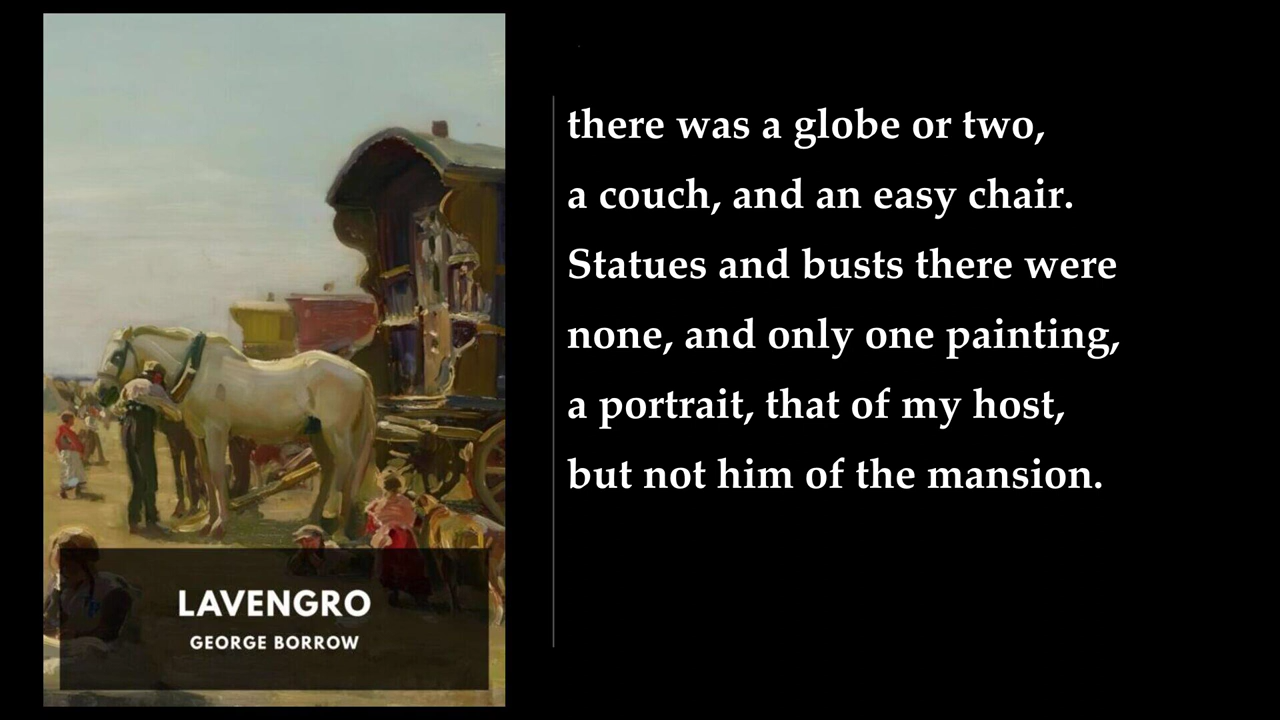 there was a globe or two,
a couch, and an easy chair.
Statues and busts there were
none, and only one painting,
a portrait, that of my host,
but not him of the mansion.
LAVENGRO
GEORGE BORROW